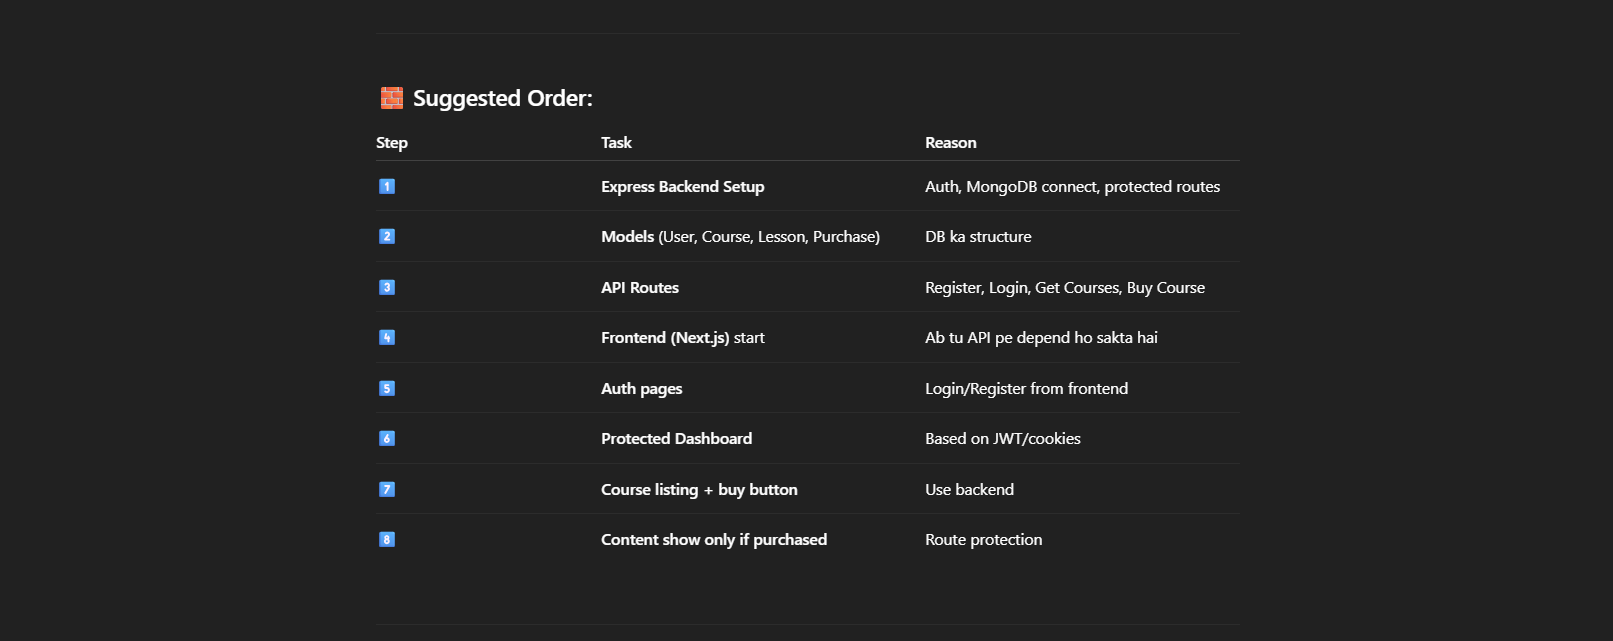 🧱 Suggested Order:
Step Task Reason
1️⃣ Express Backend Setup Auth, MongoDB connect, protected routes
2️⃣ Models (User, Course, Lesson, Purchase) DB ka structure
3️⃣ API Routes Register, Login, Get Courses, Buy Course
4️⃣ Frontend (Next.js) start Ab tu API pe depend ho sakta hai
5️⃣ Auth pages Login/Register from frontend
6️⃣ Protected Dashboard Based on JWT/cookies
7️⃣ Course listing + buy button Use backend
8️⃣ Content show only if purchased Route protection